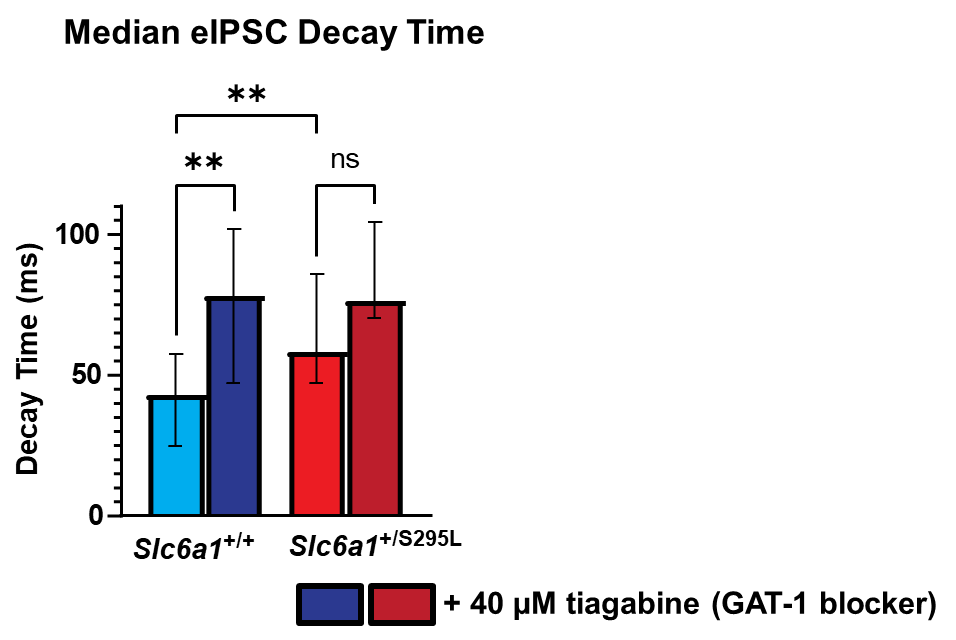 Median eIPSC Decay Time
**
**
ns
100
50
0
Decay Time (ms)
Slc6a1+/+
Slc6a1+/S295L
+ 40 µM tiagabine (GAT-1 blocker)